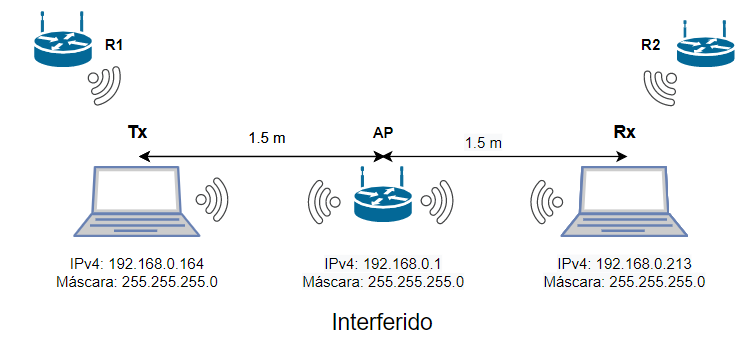 R1
R2
Tx
AP
Rx
1.5 m
1.5 m
IPv4: 192.168.0.164
Máscara: 255.255.255.0
IPv4: 192.168.0.1
Máscara: 255.255.255.0
IPv4: 192.168.0.213
Máscara: 255.255.255.0
Interferido